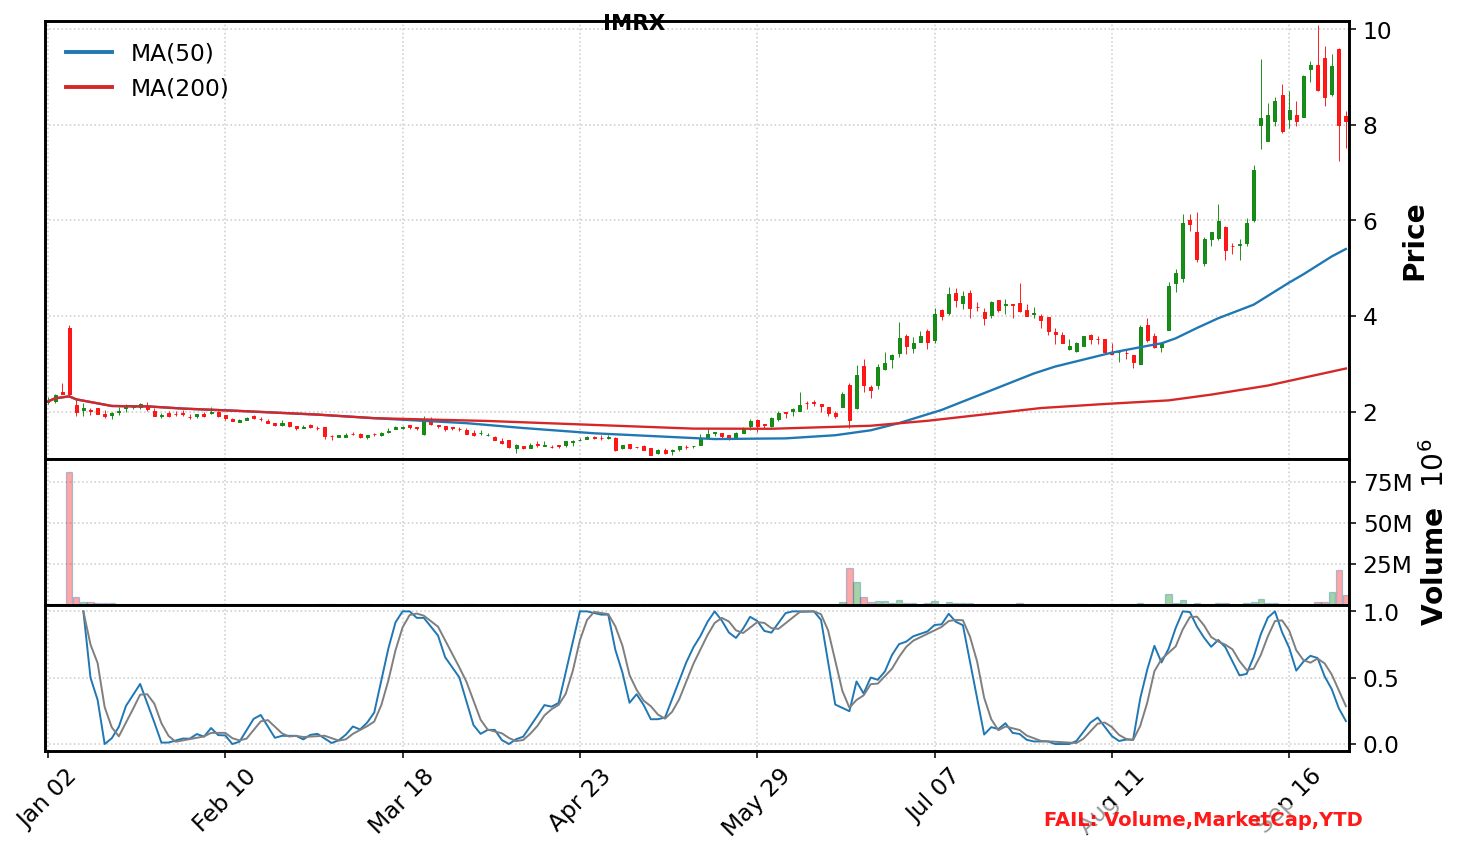 IMRX
MA(50)
MA(200)
10
8
6
4
2
Price
75M
50M
25M
Volume 10⁶
1.0
0.5
0.0
Jan 02
Feb 10
Mar 18
Apr 23
May 29
Jul 07
Aug 11
Sep 16
FAIL: Volume,MarketCap,YTD